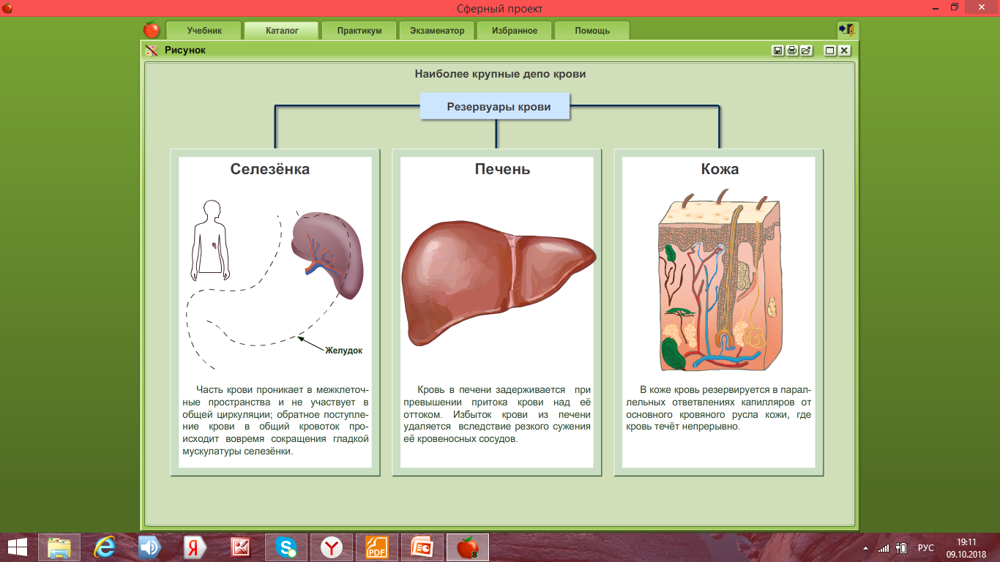 Сферный проект
Учебник
Каталог
Практикум
Экзаменатор
Избранное
Помощь
Рисунок
Наиболее крупные депо крови
Резервуары крови
Селезёнка
Желудок
Часть крови проникает в межклеточ-
ные пространства и не участвует в
общей циркуляции; обратное поступле-
ние крови в общий кровоток про-
исходит вовремя сокращения гладкой
мускулатуры селезёнки.
Печень
Кровь в печени задерживается при
превышении притока крови над её
оттоком. Избыток крови из печени
удаляется вследствие резкого сужения
её кровеносных сосудов.
Кожа
В коже кровь резервируется в парал-
лельных ответвлениях капилляров от
основного кровяного русла кожи, где
кровь течёт непрерывно.
Я
S
Y
PDF
8
РУС
19:11
09.10.2018